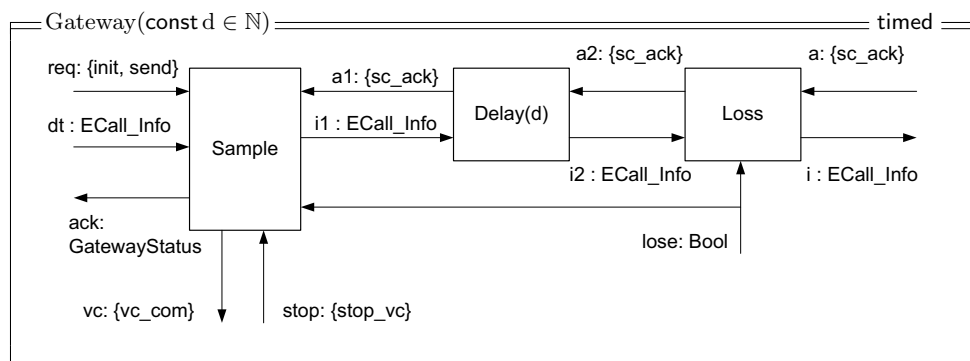 Gateway(const d ∈ ℕ)
timed
req: {init, send}
a1: {sc_ack}
a2: {sc_ack}
a: {sc_ack}
dt : ECall_Info
Sample
i1 : ECall_Info
Delay(d)
Loss
i2 : ECall_Info
i : ECall_Info
ack:
GatewayStatus
lose: Bool
vc: {vc_com}
stop: {stop_vc}